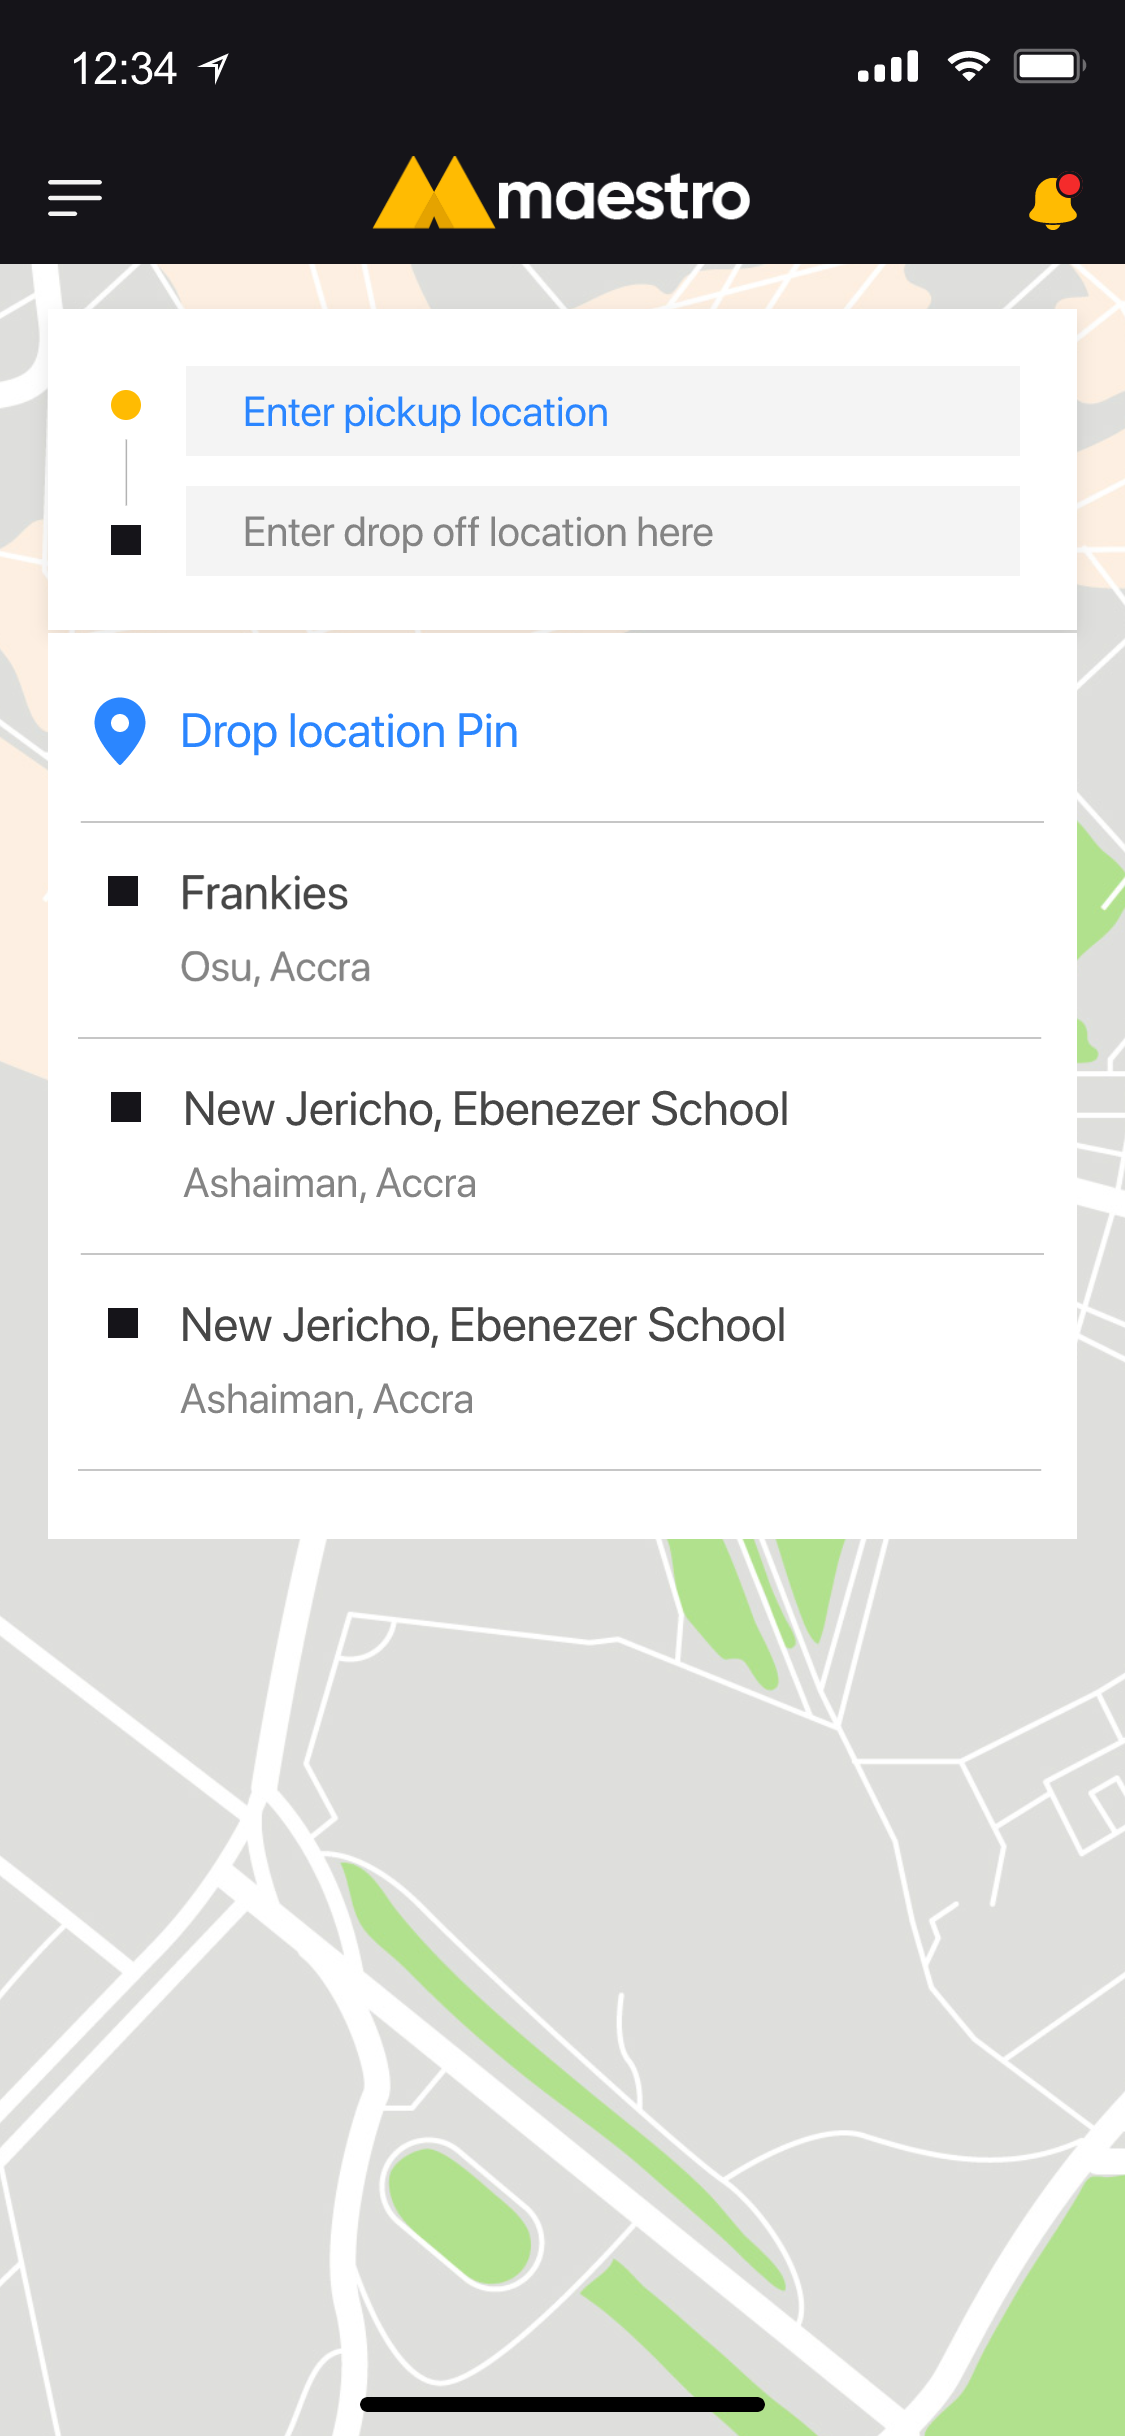 12:34
maestro
Enter pickup location
Enter drop off location here
Drop location Pin
Frankies
Osu, Accra
New Jericho, Ebenezer School
Ashaiman, Accra
New Jericho, Ebenezer School
Ashaiman, Accra